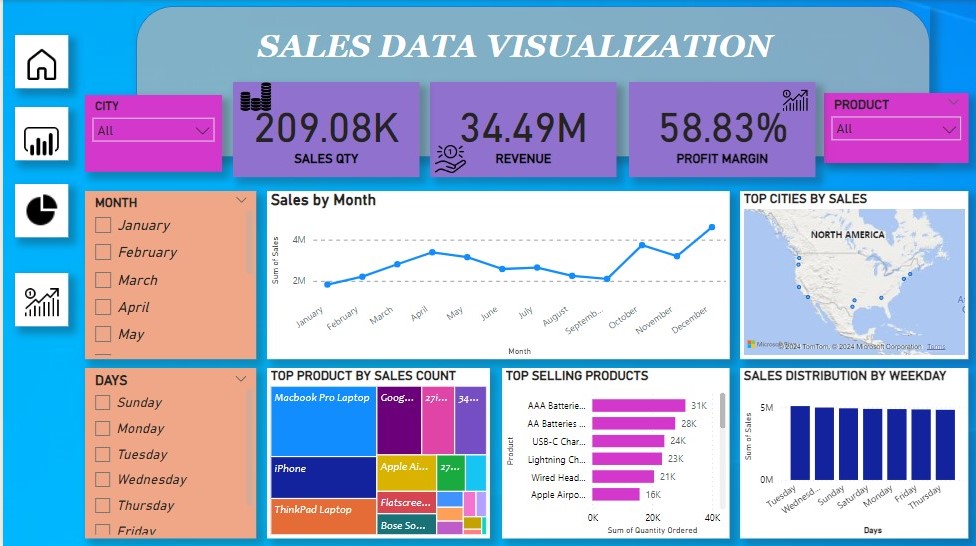 SALES DATA VISUALIZATION
CITY
All
209.08K
SALES QTY
34.49M
REVENUE
58.83%
PROFIT MARGIN
PRODUCT
All
MONTH
January
February
March
April
May
Sales by Month
Sum of Sales
4M
2M
January
February
March
April
May
June
July
August
Septemb...
October
November
December
Month
TOP CITIES BY SALES
NORTH AMERICA
© 2024 TomTom, © 2024 Microsoft Corporation Terms
DAYS
Sunday
Monday
Tuesday
Wednesday
Thursday
Friday
TOP PRODUCT BY SALES COUNT
Macbook Pro Laptop
Goog...
27i...
34...
iPhone
Apple Ai...
27...
ThinkPad Laptop
Flatscree...
Bose So...
TOP SELLING PRODUCTS
Product
AAA Batterie...
31K
AA Batteries ...
28K
USB-C Char...
24K
Lightning Ch...
23K
Wired Head...
21K
Apple Airpo...
16K
0K
20K
40K
Sum of Quantity Ordered
SALES DISTRIBUTION BY WEEKDAY
Sum of Sales
5M
0M
Tuesday
Wednesd...
Sunday
Saturday
Monday
Friday
Thursday
Days